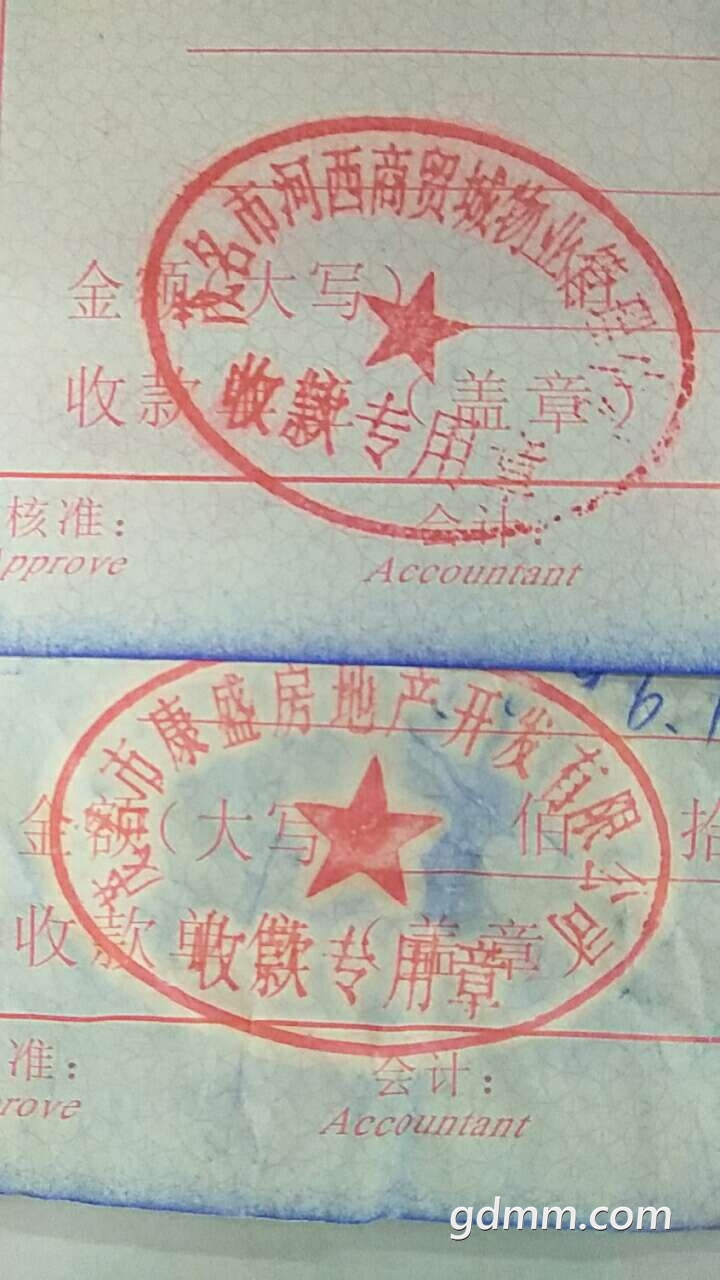 茂名市河西商贸城物业管理
金额(大写)
收款单位(盖章)
收款专用章
核准: 会计:
Approve Accountant
6.1
茂名市康盛房地产开发有限公司
金额(大写 佰 拾
收款单位(盖章)
收款专用章
准: 会计:
rove Accountant
gdmm.com